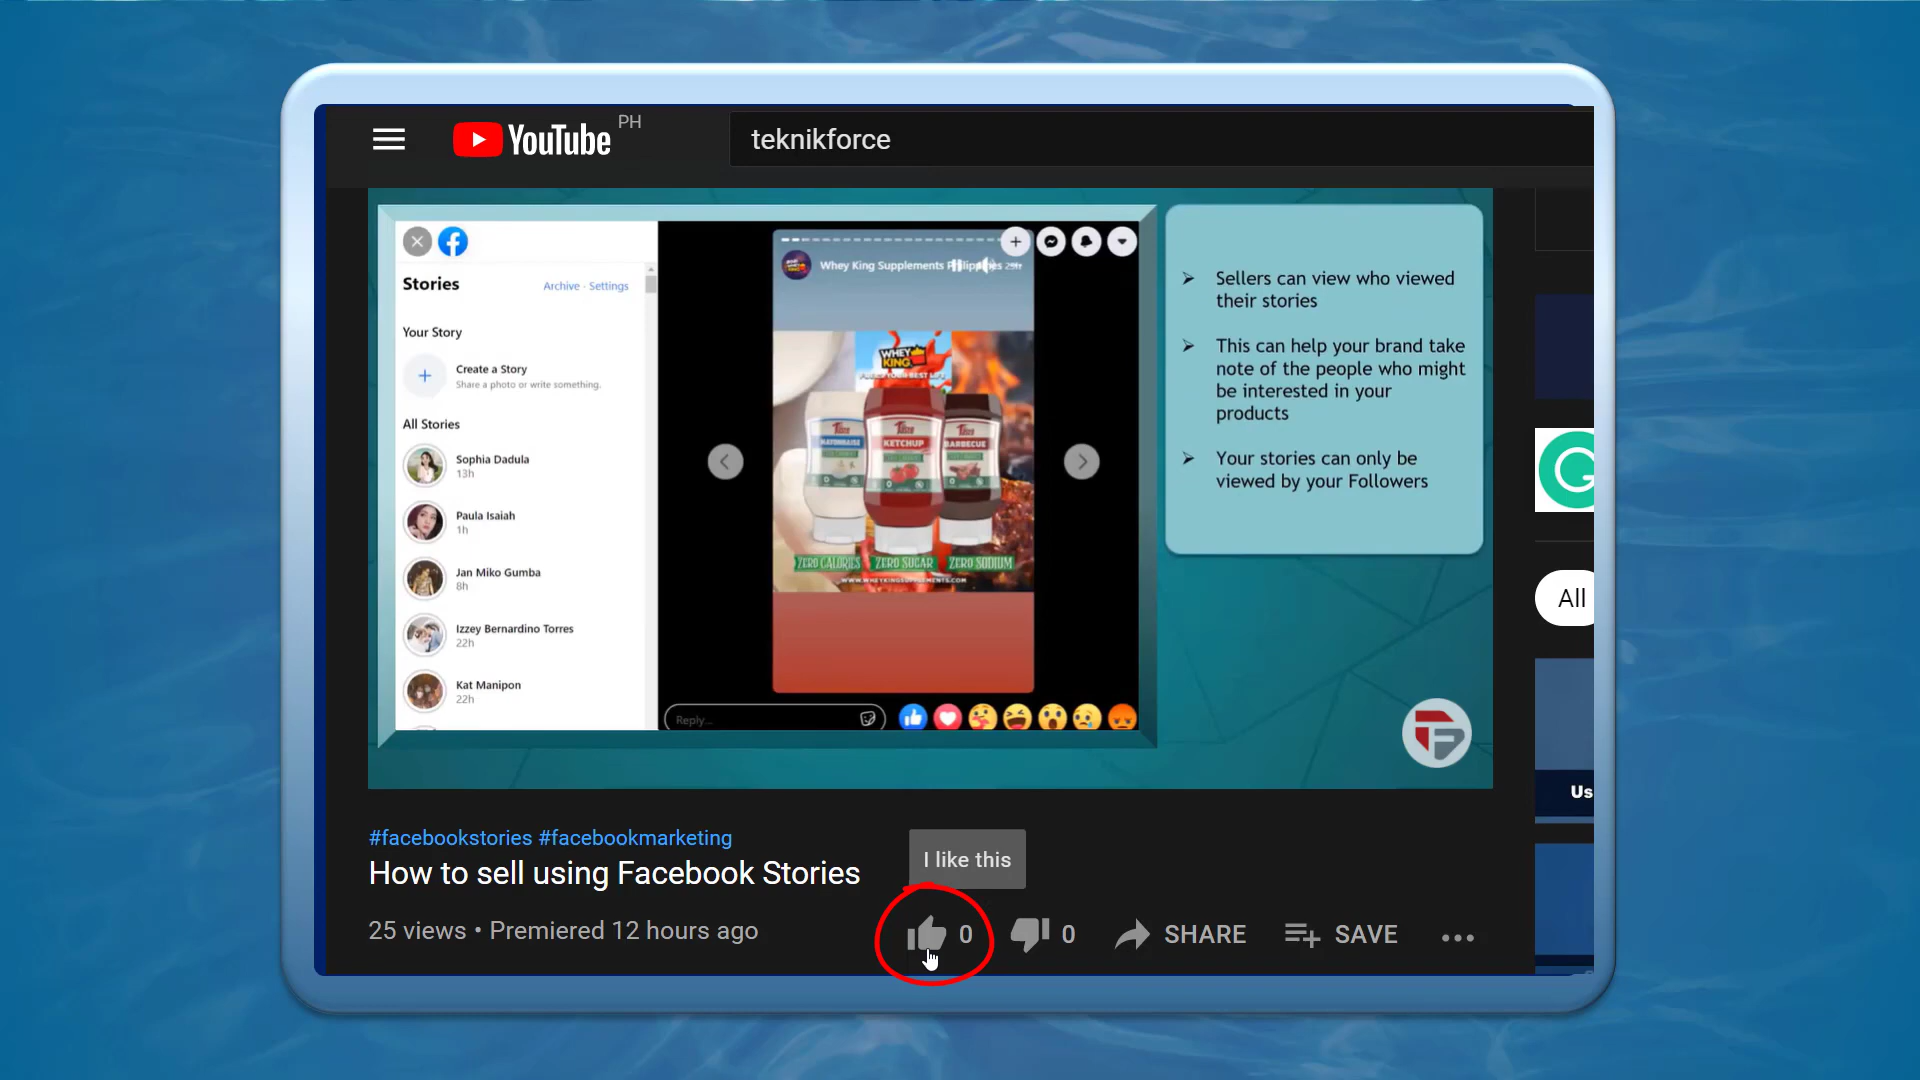 YouTube PH
teknikforce
Stories
Archive · Settings
Your Story
Create a Story
Share a photo or write something.
All Stories
Sophia Dadula
13h
Paula Isaiah
1h
Jan Miko Gumba
8h
Izzey Bernardino Torres
22h
Kat Manipon
22h
Whey King Supplements Philippines
WHEY
KING
MAYONNAISE
KETCHUP
BARBECUE
ZERO CALORIES ZERO SUGAR ZERO SODIUM
WWW.WHEYKINGSUPPLEMENTS.COM
Reply...
Sellers can view who viewed
their stories
This can help your brand take
note of the people who might
be interested in your
products
Your stories can only be
viewed by your Followers
All
Us
#facebookstories #facebookmarketing
How to sell using Facebook Stories
I like this
25 views • Premiered 12 hours ago
0
0
SHARE
SAVE